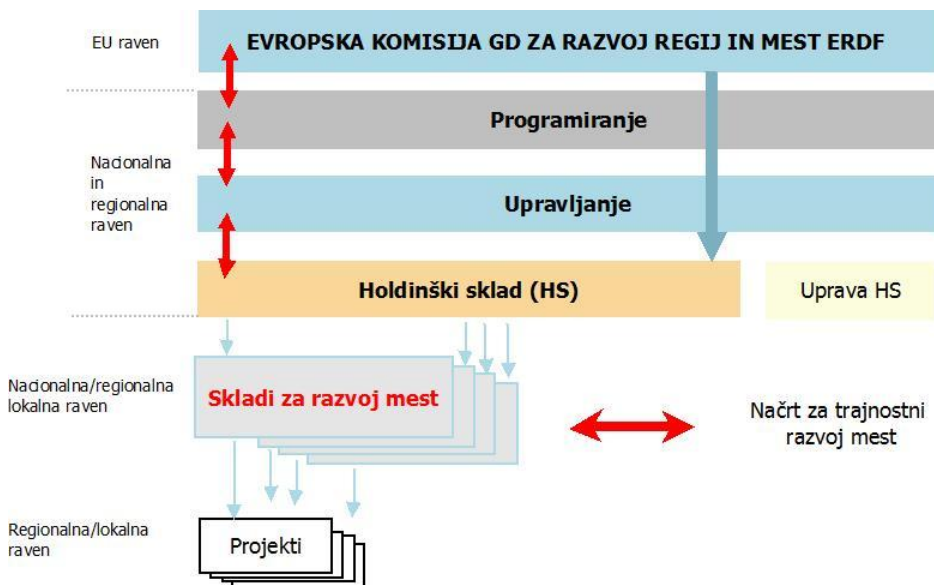 EU raven
EVROPSKA KOMISIJA GD ZA RAZVOJ REGIJ IN MEST ERDF
Programiranje
Nacionalna
in
regionalna
raven
Upravljanje
Holdinški sklad (HS)
Uprava HS
Nacionalna/regionalna
lokalna raven
Skladi za razvoj mest
Načrt za trajnostni
razvoj mest
Regionalna/lokalna
raven
Projekti